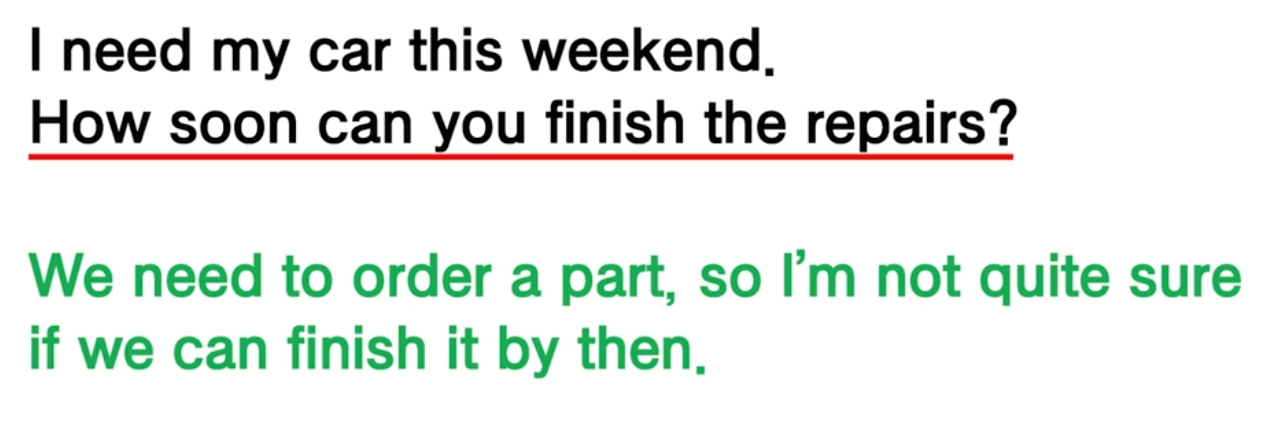 I need my car this weekend.
How soon can you finish the repairs?
We need to order a part, so I’m not quite sure
if we can finish it by then.